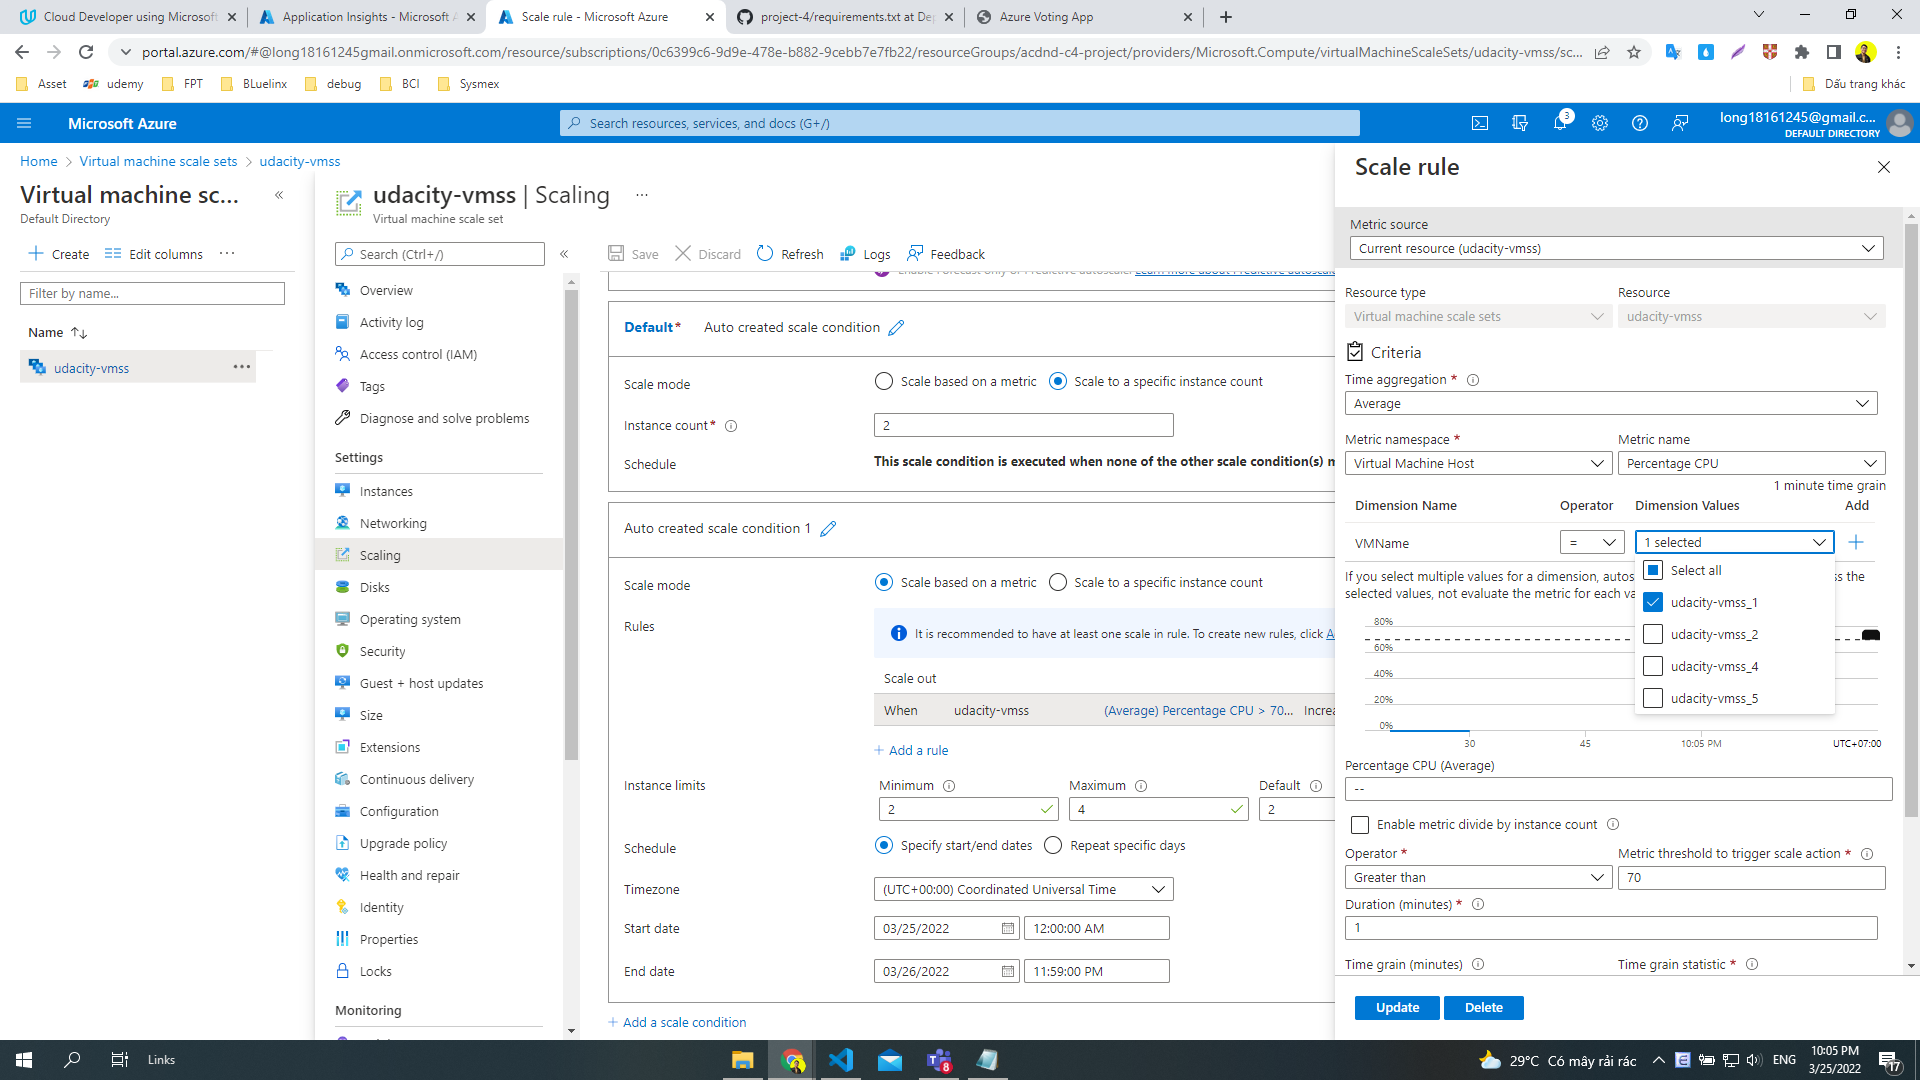 Cloud Developer using Microsoft
Application Insights - Microsoft A
Scale rule - Microsoft Azure
project-4/requirements.txt at Dep
Azure Voting App
portal.azure.com/#@long18161245gmail.onmicrosoft.com/resource/subscriptions/0c6399c6-9d9e-478e-b882-9cebb7e7fb22/resourceGroups/acdnd-c4-project/providers/Microsoft.Compute/virtualMachineScaleSets/udacity-vmss/sc...
Asset
udemy
FPT
BLuelinx
debug
BCI
Sysmex
Dấu trang khác
Microsoft Azure
Search resources, services, and docs (G+/)
3
long18161245@gmail.c...
DEFAULT DIRECTORY
Home > Virtual machine scale sets > udacity-vmss
Virtual machine sc... «
Default Directory
Create
Edit columns
...
Filter by name...
Name
udacity-vmss
...
udacity-vmss | Scaling ...
Virtual machine scale set
Search (Ctrl+/)
«
Overview
Activity log
Access control (IAM)
Tags
Diagnose and solve problems
Settings
Instances
Networking
Scaling
Disks
Operating system
Security
Guest + host updates
Size
Extensions
Continuous delivery
Configuration
Upgrade policy
Health and repair
Identity
Properties
Locks
Monitoring
Save
Discard
Refresh
Logs
Feedback
Enable Forecast only or Predictive autoscale. Learn more about Predictive autoscale
Default* Auto created scale condition
Scale mode
Scale based on a metric
Scale to a specific instance count
Instance count*
2
Schedule
This scale condition is executed when none of the other scale condition(s) m
Auto created scale condition 1
Scale mode
Scale based on a metric
Scale to a specific instance count
Rules
It is recommended to have at least one scale in rule. To create new rules, click A
Scale out
When udacity-vmss (Average) Percentage CPU > 70... Increa
+ Add a rule
Instance limits
Minimum
2
Maximum
4
Default
2
Schedule
Specify start/end dates
Repeat specific days
Timezone
(UTC+00:00) Coordinated Universal Time
Start date
03/25/2022
12:00:00 AM
End date
03/26/2022
11:59:00 PM
+ Add a scale condition
Scale rule
Metric source
Current resource (udacity-vmss)
Resource type
Virtual machine scale sets
Resource
udacity-vmss
Criteria
Time aggregation *
Average
Metric namespace *
Virtual Machine Host
Metric name
Percentage CPU
1 minute time grain
Dimension Name Operator Dimension Values Add
VMName
=
1 selected
Select all
udacity-vmss_1
udacity-vmss_2
udacity-vmss_4
udacity-vmss_5
If you select multiple values for a dimension, autos
ss the
selected values, not evaluate the metric for each va
80%
60%
40%
20%
0%
30 45 10:05 PM UTC+07:00
Percentage CPU (Average)
--
Enable metric divide by instance count
Operator *
Greater than
Metric threshold to trigger scale action *
70
Duration (minutes) *
1
Time grain (minutes)
Time grain statistic *
Update
Delete
Links
8
29°C Có mây rải rác
ENG
10:05 PM
3/25/2022
17